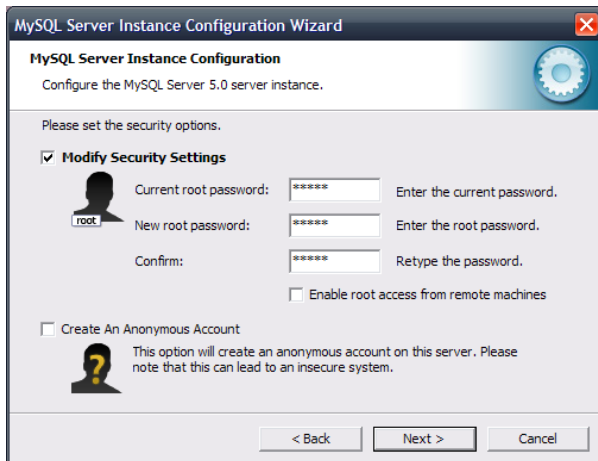 MySQL Server Instance Configuration Wizard
MySQL Server Instance Configuration
Configure the MySQL Server 5.0 server instance.
Please set the security options.
Modify Security Settings
root
Current root password: ***** Enter the current password.
New root password: ***** Enter the root password.
Confirm: ***** Retype the password.
Enable root access from remote machines
Create An Anonymous Account
?
This option will create an anonymous account on this server. Please
note that this can lead to an insecure system.
< Back Next > Cancel